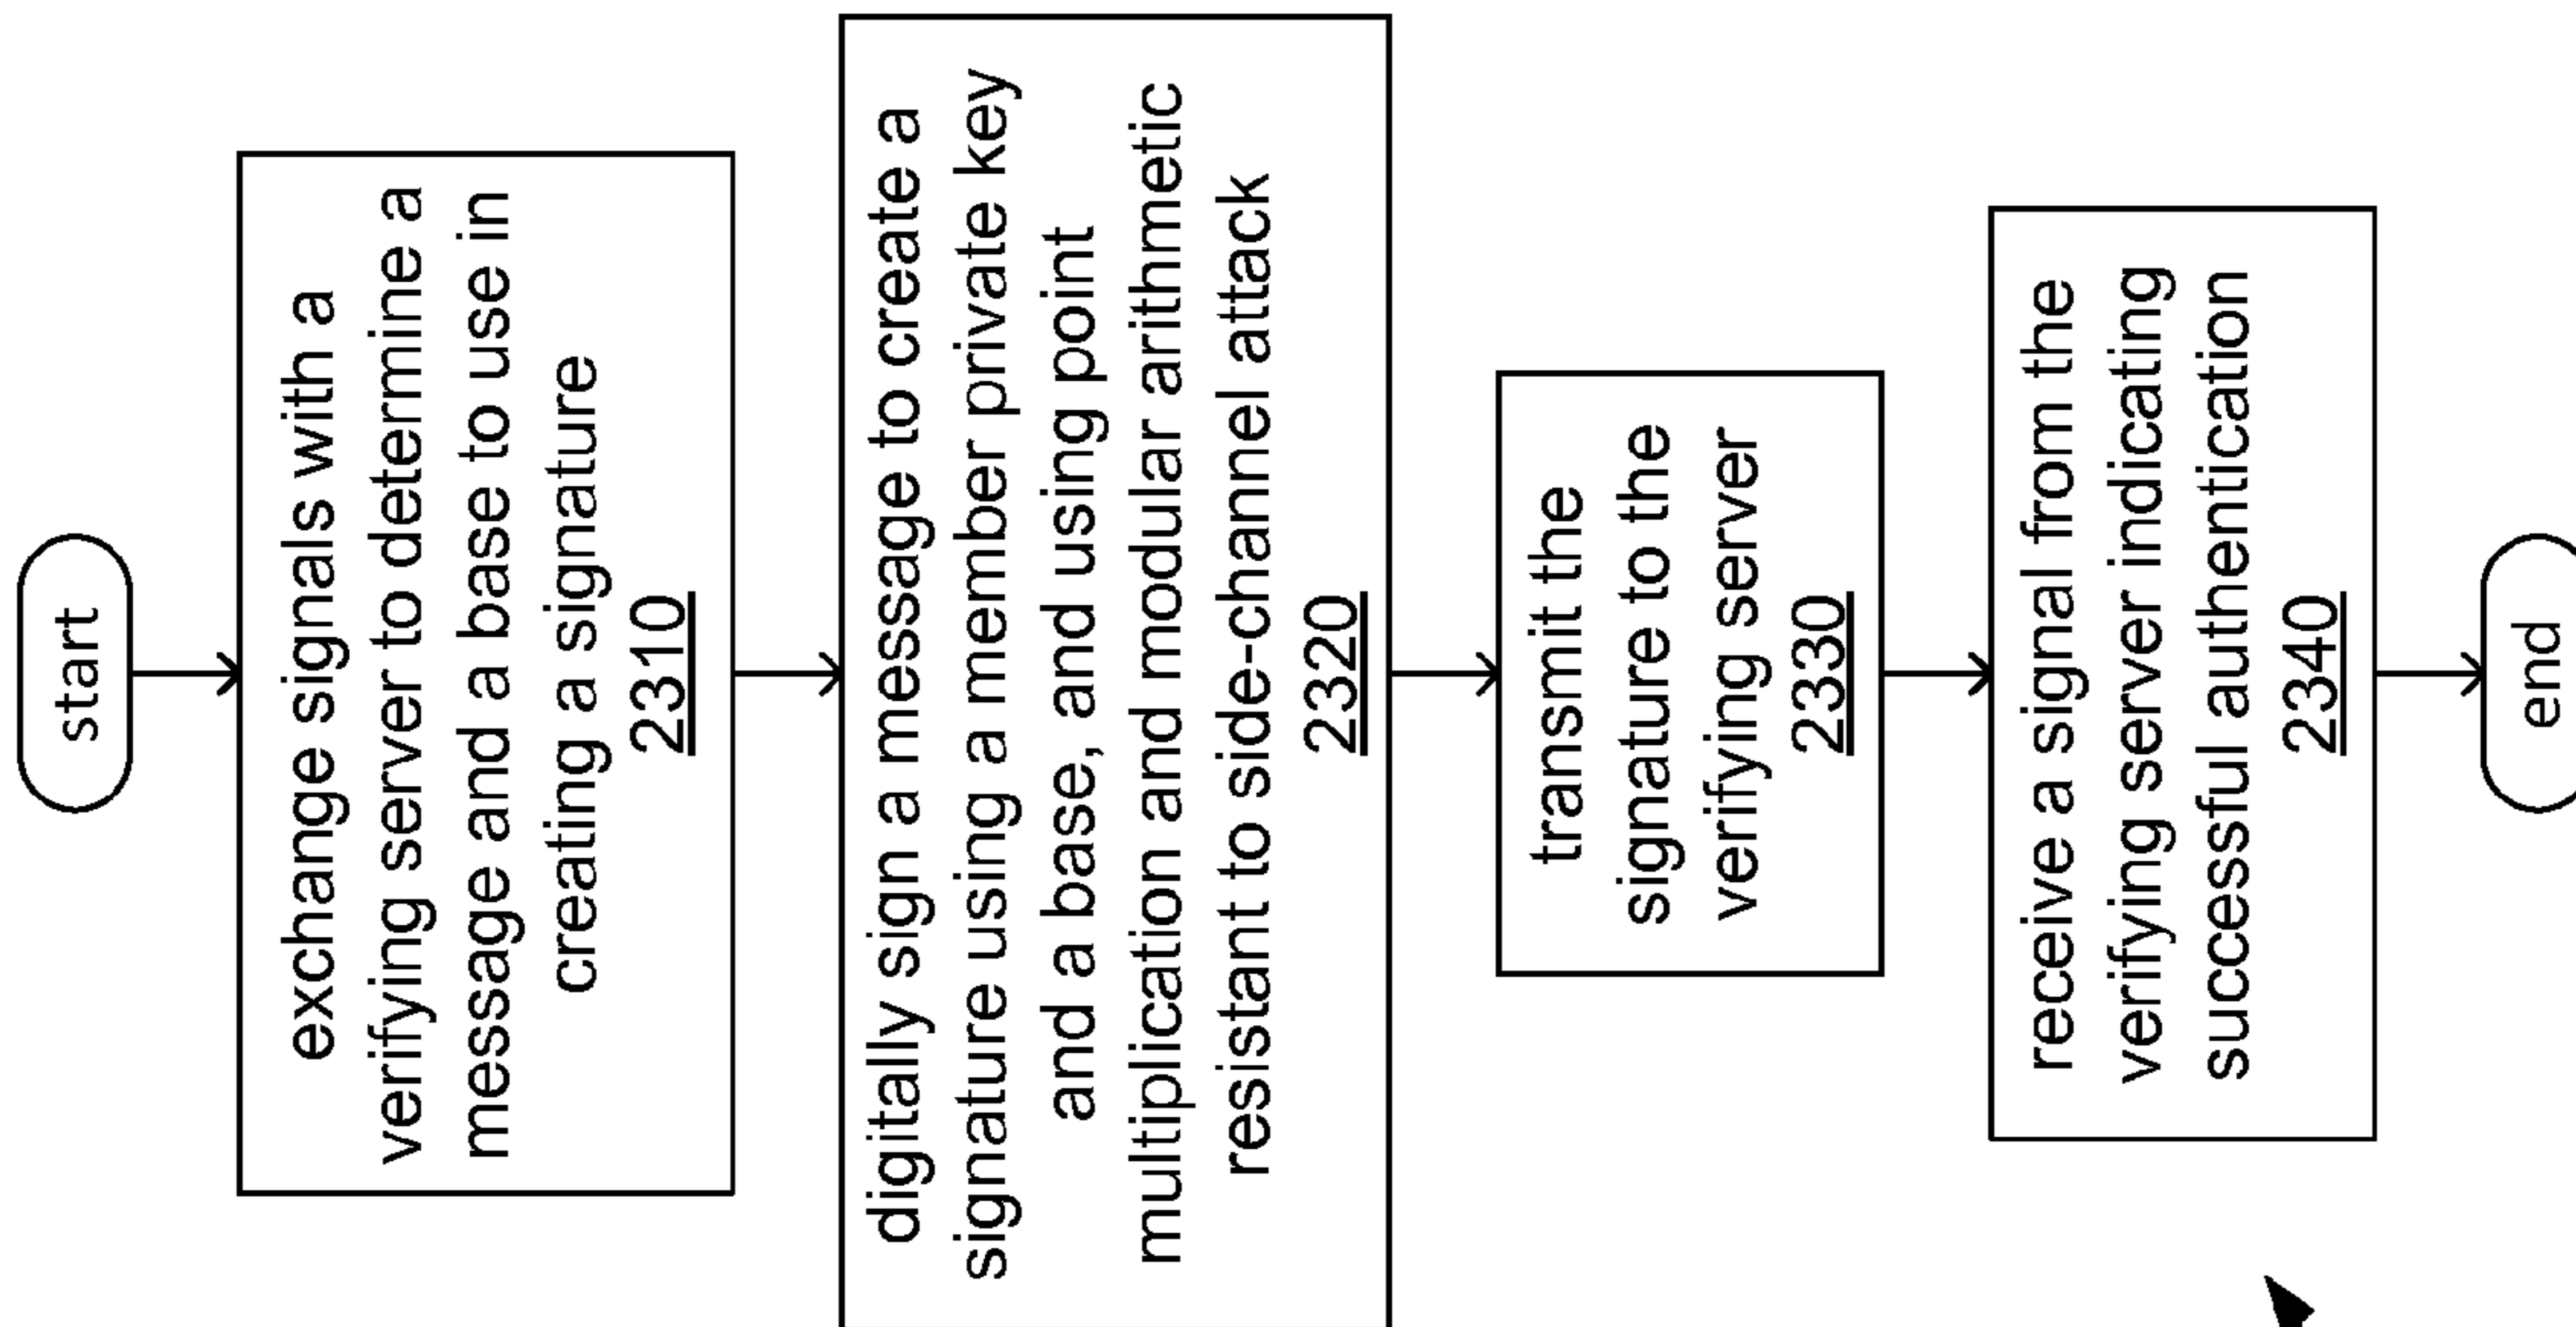 start
exchange signals with a
verifying server to determine a
message and a base to use in
creating a signature
2310
digitally sign a message to create a
signature using a member private key
and a base, and using point
multiplication and modular arithmetic
resistant to side-channel attack
2320
transmit the
signature to the
verifying server
2330
receive a signal from the
verifying server indicating
successful authentication
2340
end